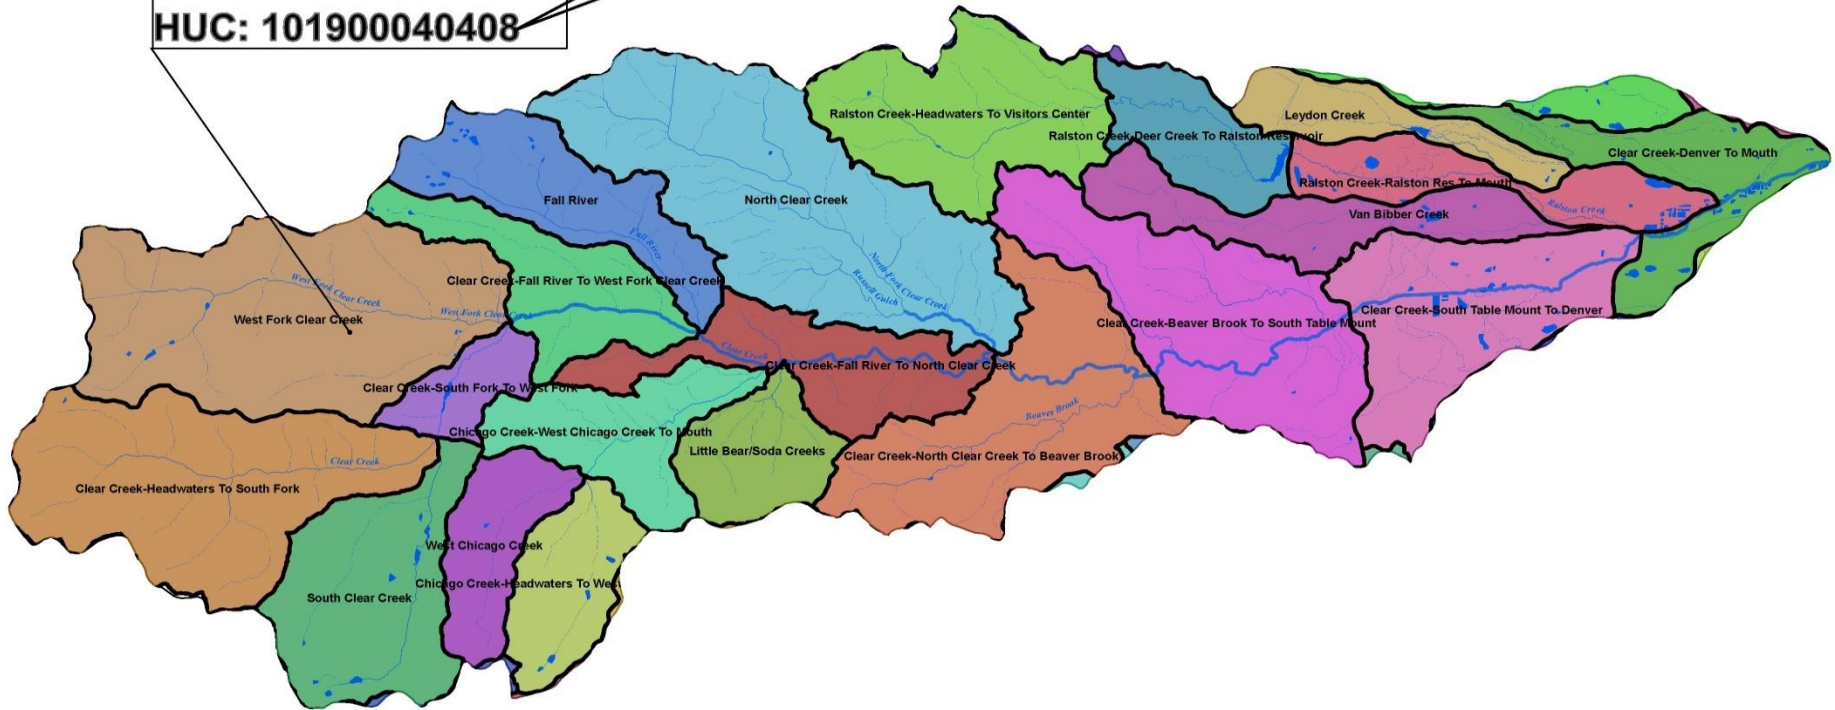 HUC: 101900040408
Ralston Creek-Headwaters To Visitors Center
Leydon Creek
Ralston Creek-Deer Creek To Ralston Reservoir
Clear Creek-Denver To Mouth
Ralston Creek-Ralston Res To Mouth
Fall River
North Clear Creek
Ralston Creek
Van Bibber Creek
Fall River
North Fork Clear Creek
Russell Gulch
Clear Creek-Fall River To West Fork Clear Creek
West Fork Clear Creek
West Fork Clear Creek
West Fork Clear C
Clear Creek-South Table Mount To Denver
Clear Creek-Beaver Brook To South Table Mount
Clear Creek
Clear Creek-Fall River To North Clear Creek
Clear Creek-South Fork To West Fork
Beaver Brook
Chicago Creek-West Chicago Creek To Mouth
Little Bear/Soda Creeks
Clear Creek-North Clear Creek To Beaver Brook
Clear Creek
Clear Creek-Headwaters To South Fork
West Chicago Creek
Chicago Creek-Headwaters To Wes
South Clear Creek